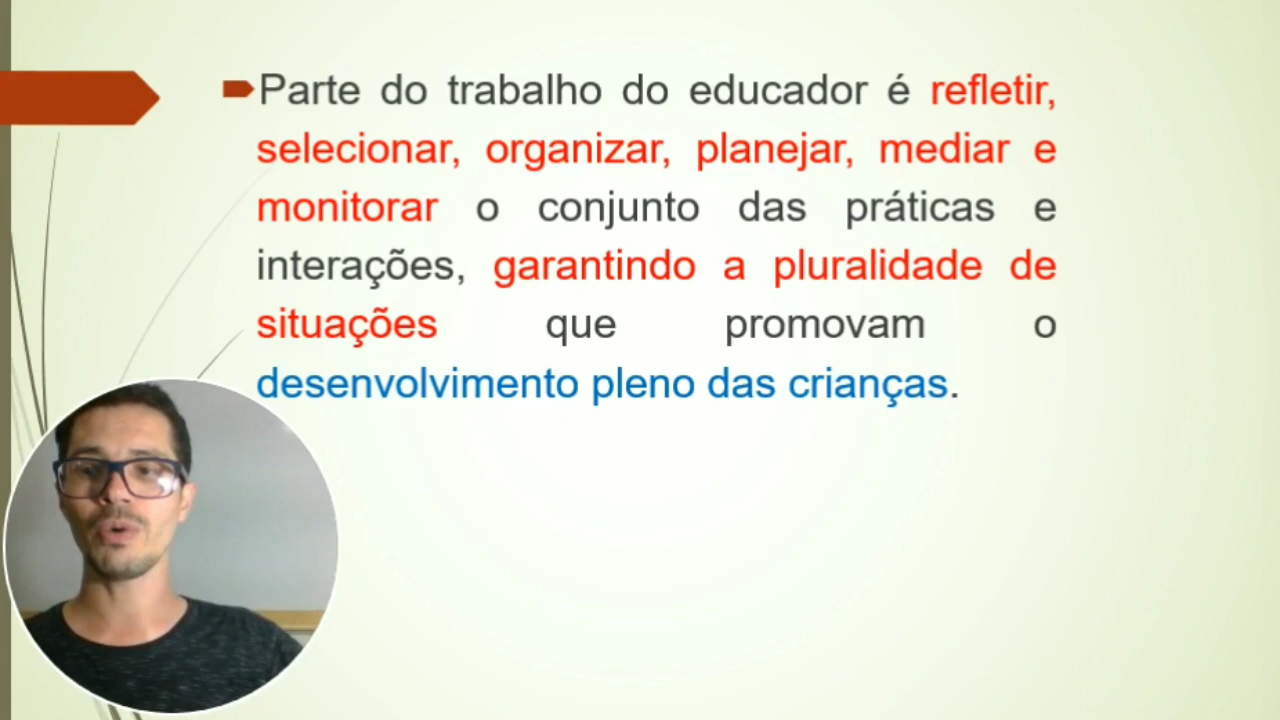 Parte do trabalho do educador é refletir,
selecionar, organizar, planejar, mediar e
monitorar o conjunto das práticas e
interações, garantindo a pluralidade de
situações que promovam o
desenvolvimento pleno das crianças.